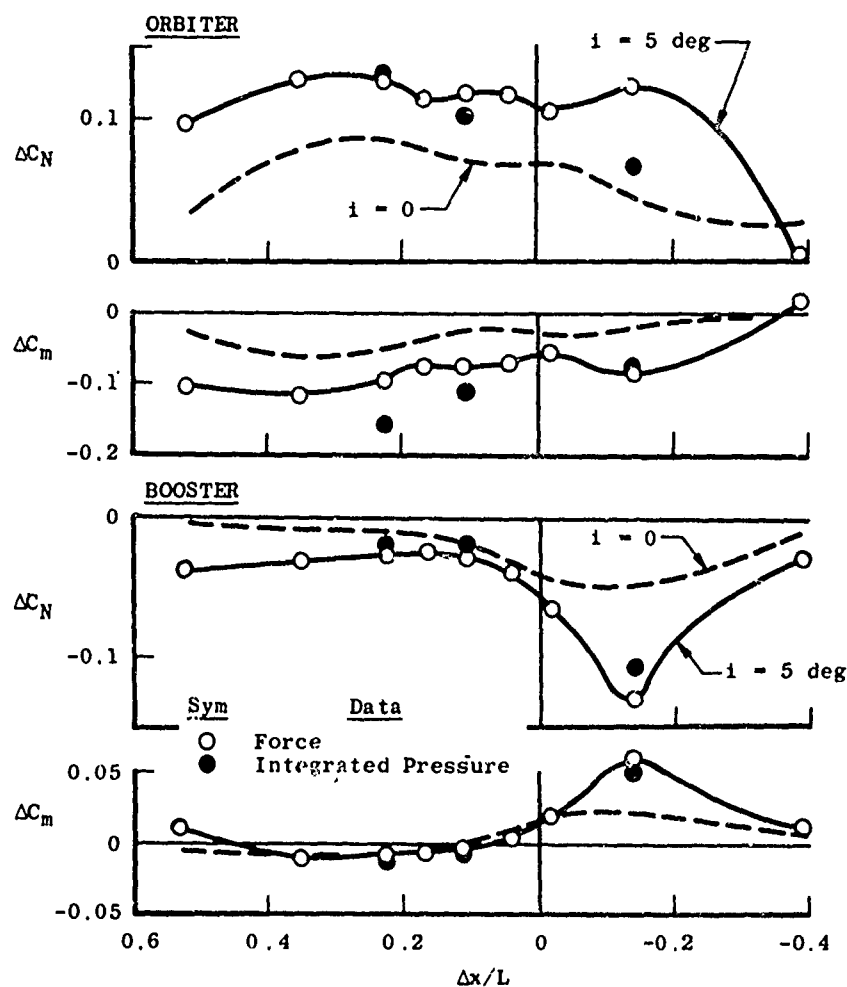 ORBITER
i = 5 deg
0.1
ΔC_N
i = 0
0
0
ΔC_m
-0.1
-0.2
BOOSTER
0
i = 0
ΔC_N
-0.1
i = 5 deg
Sym Data
Force
Integrated Pressure
0.05
ΔC_m
0
-0.05
0.6 0.4 0.2 0 -0.2 -0.4
Δx/L